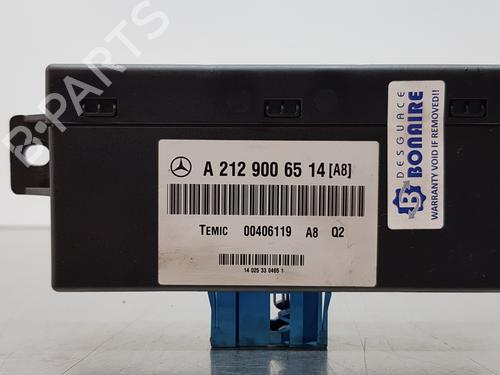 B-PARTS
A 212 900 65 14 [A8]
TEMIC 00406119 A8 Q2
14 025 33 0465 1
DESGUACE
BONAIRE
WARRANTY VOID IF REMOVED!!